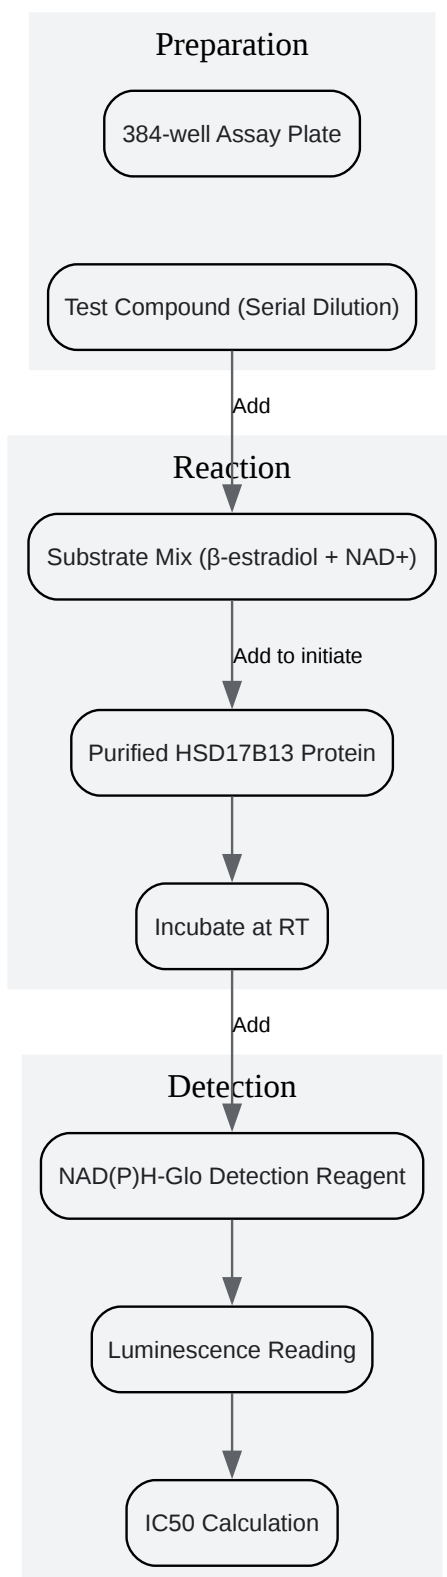 Preparation
384-well Assay Plate
Test Compound (Serial Dilution)
Add
Reaction
Substrate Mix (β-estradiol + NAD+)
Add to initiate
Purified HSD17B13 Protein
Incubate at RT
Add
Detection
NAD(P)H-Glo Detection Reagent
Luminescence Reading
IC50 Calculation